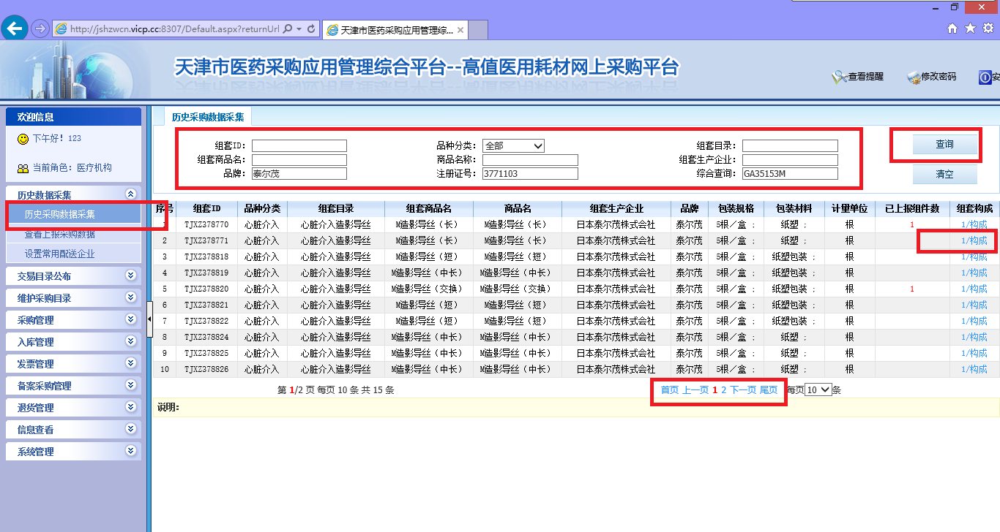 http://jshzwcn.vicp.cc:8307/Default.aspx?returnUrl
天津市医药采购应用管理综...
天津市医药采购应用管理综合平台--高值医用耗材网上采购平台
查看提醒 修改密码 安
欢迎信息
下午好! 123
当前角色：医疗机构
历史数据采集
历史采购数据采集
查看上报采购数据
设置常用配送企业
交易目录公布
维护采购目录
采购管理
入库管理
发票管理
备案采购管理
退货管理
信息查看
系统管理
历史采购数据采集
组套ID： 品种分类： 全部 组套目录： 查询
组套商品名： 商品名称： 组套生产企业：
品牌： 泰尔茂 注册证号： 3771103 综合查询： GA35153M 清空
序号 组套ID 品种分类 组套目录 组套商品名 商品名 组套生产企业 品牌 包装规格 包装材料 计量单位 已上报组件数 组套构成
1 TJXZ378770 心脏介入 心脏介入造影导丝 M造影导丝（长） M造影导丝（长） 日本泰尔茂株式会社 泰尔茂 5根／盒 ； 纸塑 ； 根 1 1/构成
2 TJXZ378771 心脏介入 心脏介入造影导丝 M造影导丝（长） M造影导丝（长） 日本泰尔茂株式会社 泰尔茂 5根／盒 ； 纸塑 ； 根 1/构成
3 TJXZ378818 心脏介入 心脏介入造影导丝 M造影导丝（短） M造影导丝（短） 日本泰尔茂株式会社 泰尔茂 5根／盒 ； 纸塑包装 ； 根 1/构成
4 TJXZ378819 心脏介入 心脏介入造影导丝 M造影导丝（中长） M造影导丝（中长） 日本泰尔茂株式会社 泰尔茂 5根／盒 ； 纸塑包装 ； 根 1/构成
5 TJXZ378820 心脏介入 心脏介入造影导丝 M造影导丝（交换） M造影导丝（交换） 日本泰尔茂株式会社 泰尔茂 5根／盒 ； 纸塑包装 ； 根 1 1/构成
6 TJXZ378821 心脏介入 心脏介入造影导丝 M造影导丝（短） M造影导丝（短） 日本泰尔茂株式会社 泰尔茂 5根／盒 ； 纸塑包装 ； 根 1/构成
7 TJXZ378822 心脏介入 心脏介入造影导丝 M造影导丝（短） M造影导丝（短） 日本泰尔茂株式会社 泰尔茂 5根／盒 ； 纸塑包装 ； 根 1/构成
8 TJXZ378824 心脏介入 心脏介入造影导丝 M造影导丝（中长） M造影导丝（中长） 日本泰尔茂株式会社 泰尔茂 5根／盒 ； 纸塑 ； 根 1/构成
9 TJXZ378825 心脏介入 心脏介入造影导丝 M造影导丝（中长） M造影导丝（中长） 日本泰尔茂株式会社 泰尔茂 5根／盒 ； 纸塑 ； 根 1/构成
10 TJXZ378826 心脏介入 心脏介入造影导丝 M造影导丝（中长） M造影导丝（中长） 日本泰尔茂株式会社 泰尔茂 5根／盒 ； 纸塑 ； 根 1/构成
第 1/2 页 每页 10 条 共 15 条 首页 上一页 1 2 下一页 尾页 每页 10 条
说明：